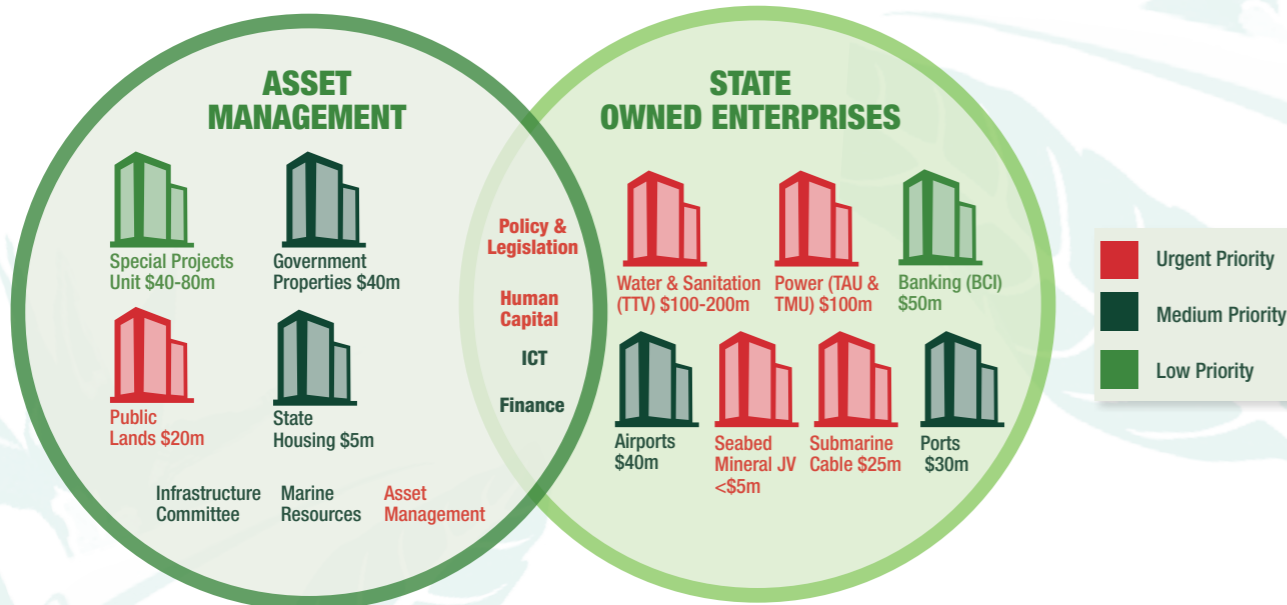 ASSET
MANAGEMENT
Special Projects
Unit $40-80m
Government
Properties $40m
Public
Lands $20m
State
Housing $5m
Infrastructure
Committee
Marine
Resources
Asset
Management
Policy &
Legislation
Human
Capital
ICT
Finance
STATE
OWNED ENTERPRISES
Water & Sanitation
(TTV) $100-200m
Power (TAU &
TMU) $100m
Banking (BCI)
$50m
Airports
$40m
Seabed
Mineral JV
<$5m
Submarine
Cable $25m
Ports
$30m
Urgent Priority
Medium Priority
Low Priority